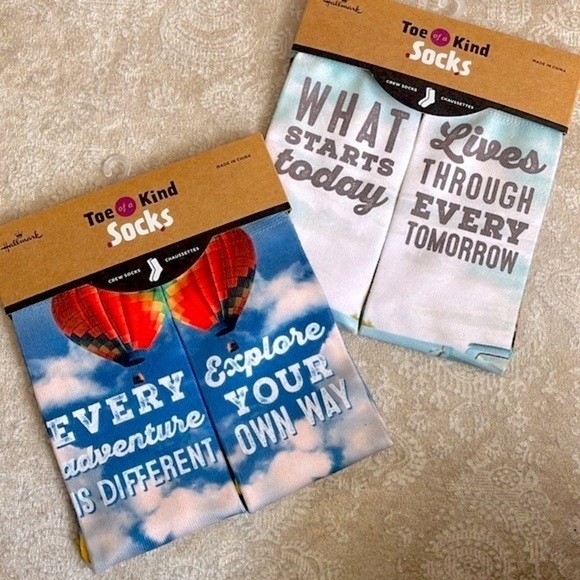 Hallmark
Toe of a Kind
Socks
MADE IN CHINA
CREW SOCKS CHAUSSETTES
WHAT
STARTS
today
Lives
THROUGH
EVERY
TOMORROW
Hallmark
Toe of a Kind
Socks
MADE IN CHINA
CREW SOCKS CHAUSSETTES
EVERY
adventure
IS DIFFERENT
Explore
YOUR
OWN WAY